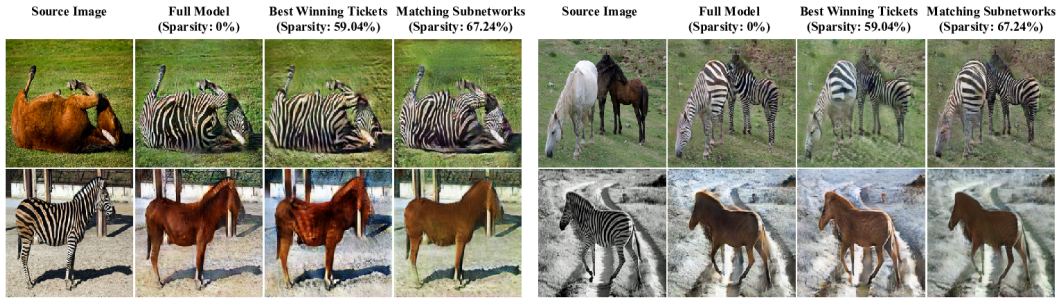 Source Image
Full Model
(Sparsity: 0%)
Best Winning Tickets
(Sparsity: 59.04%)
Matching Subnetworks
(Sparsity: 67.24%)
Source Image
Full Model
(Sparsity: 0%)
Best Winning Tickets
(Sparsity: 59.04%)
Matching Subnetworks
(Sparsity: 67.24%)